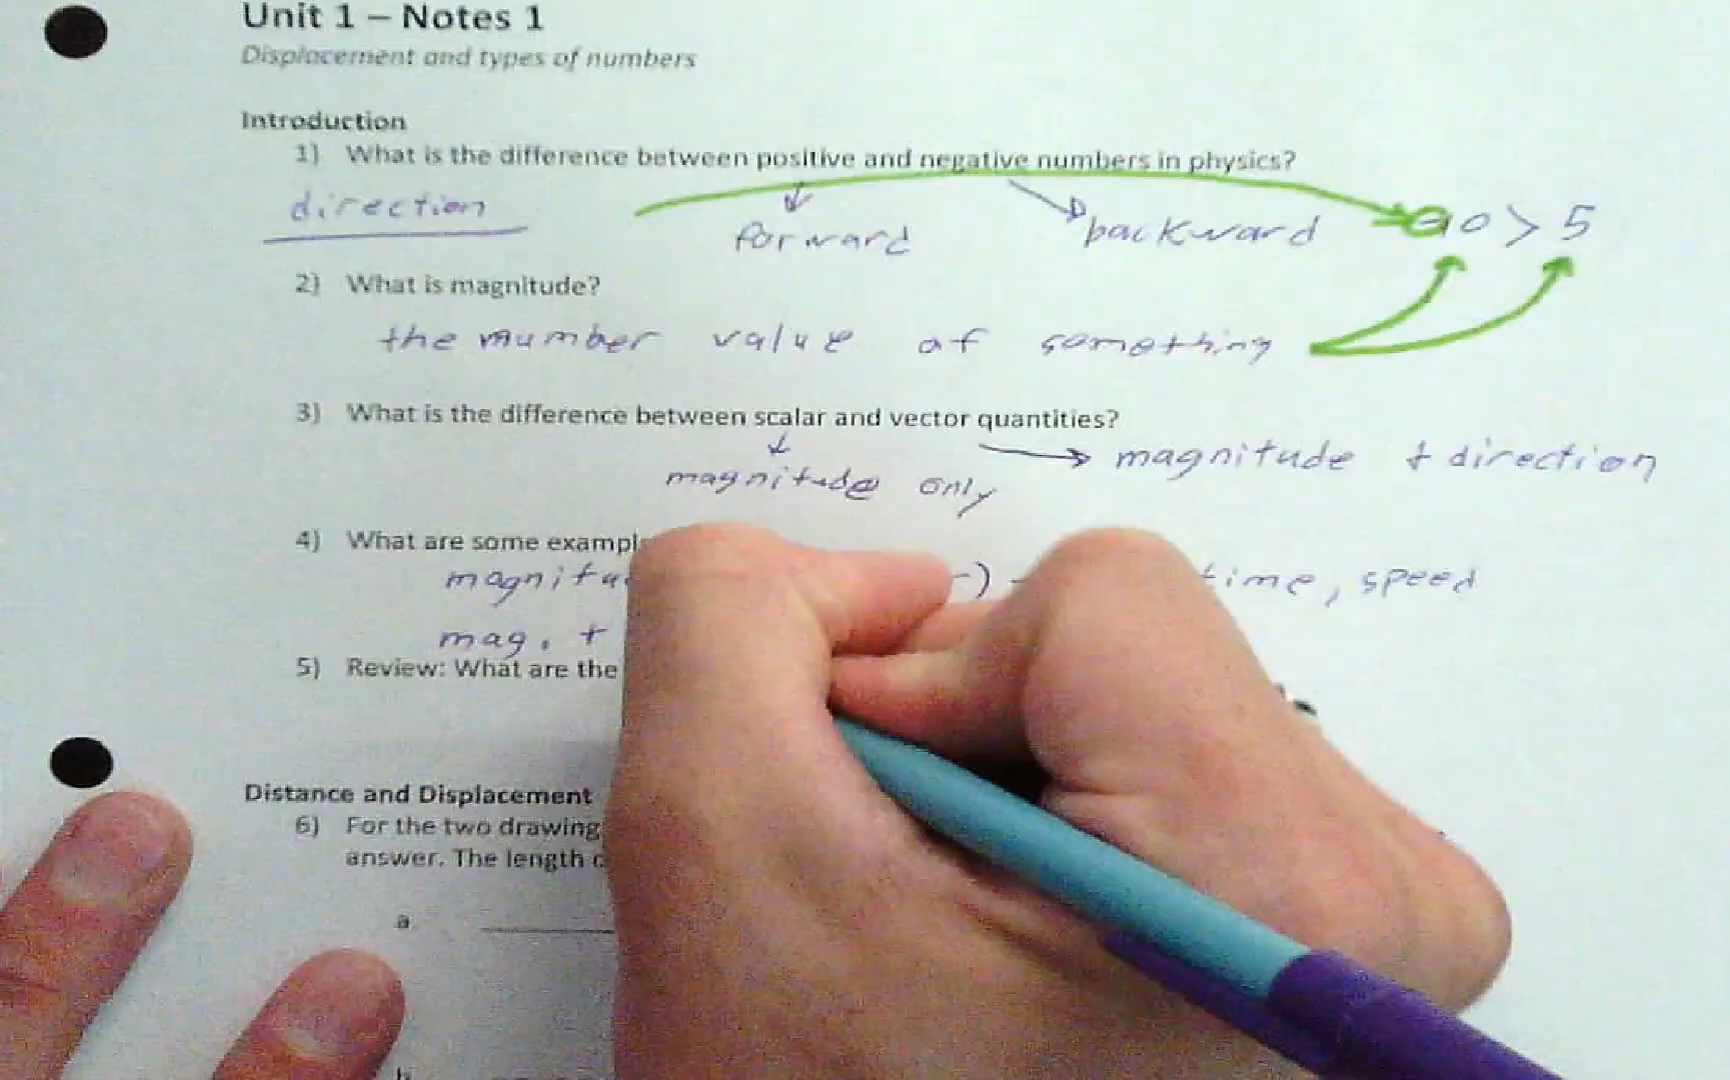 Unit 1 – Notes 1
Displacement and types of numbers
Introduction
1) What is the difference between positive and negative numbers in physics?
direction
forward
backward
-10 > 5
2) What is magnitude?
the number value of something
3) What is the difference between scalar and vector quantities?
magnitude only
magnitude + direction
4) What are some
time, speed
mag. +
5) Review: What are the
Distance and Displacement
6) For the two
answer. The length
a